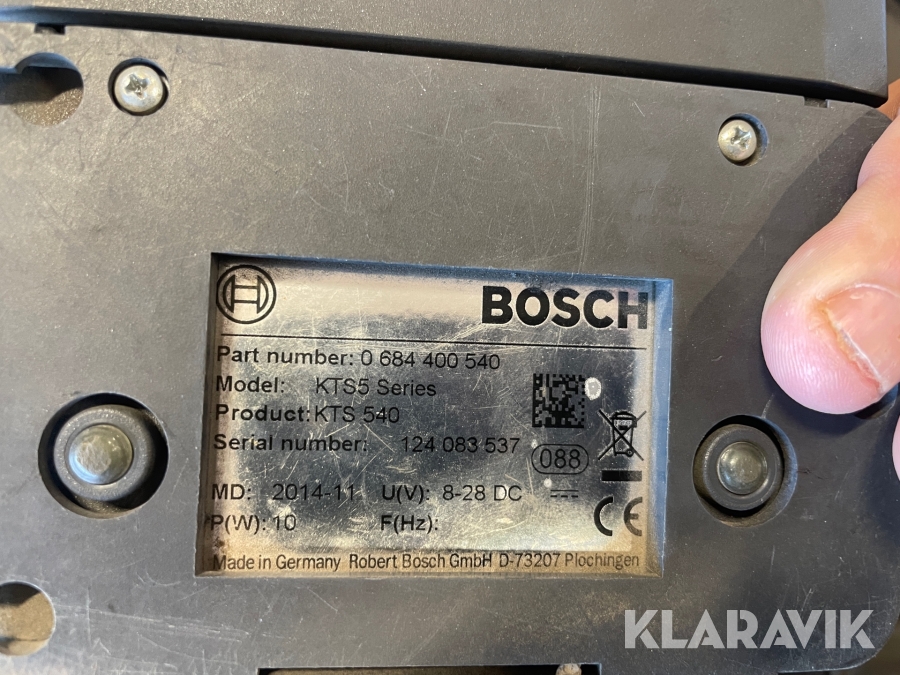 BOSCH
Part number: 0 684 400 540
Model: KTS5 Series
Product: KTS 540
Serial number: 124 083 537
088
MD: 2014-11 U(V): 8-28 DC
P(W): 10 F(Hz):
CE
Made in Germany Robert Bosch GmbH D-73207 Plochingen
KLARAVIK